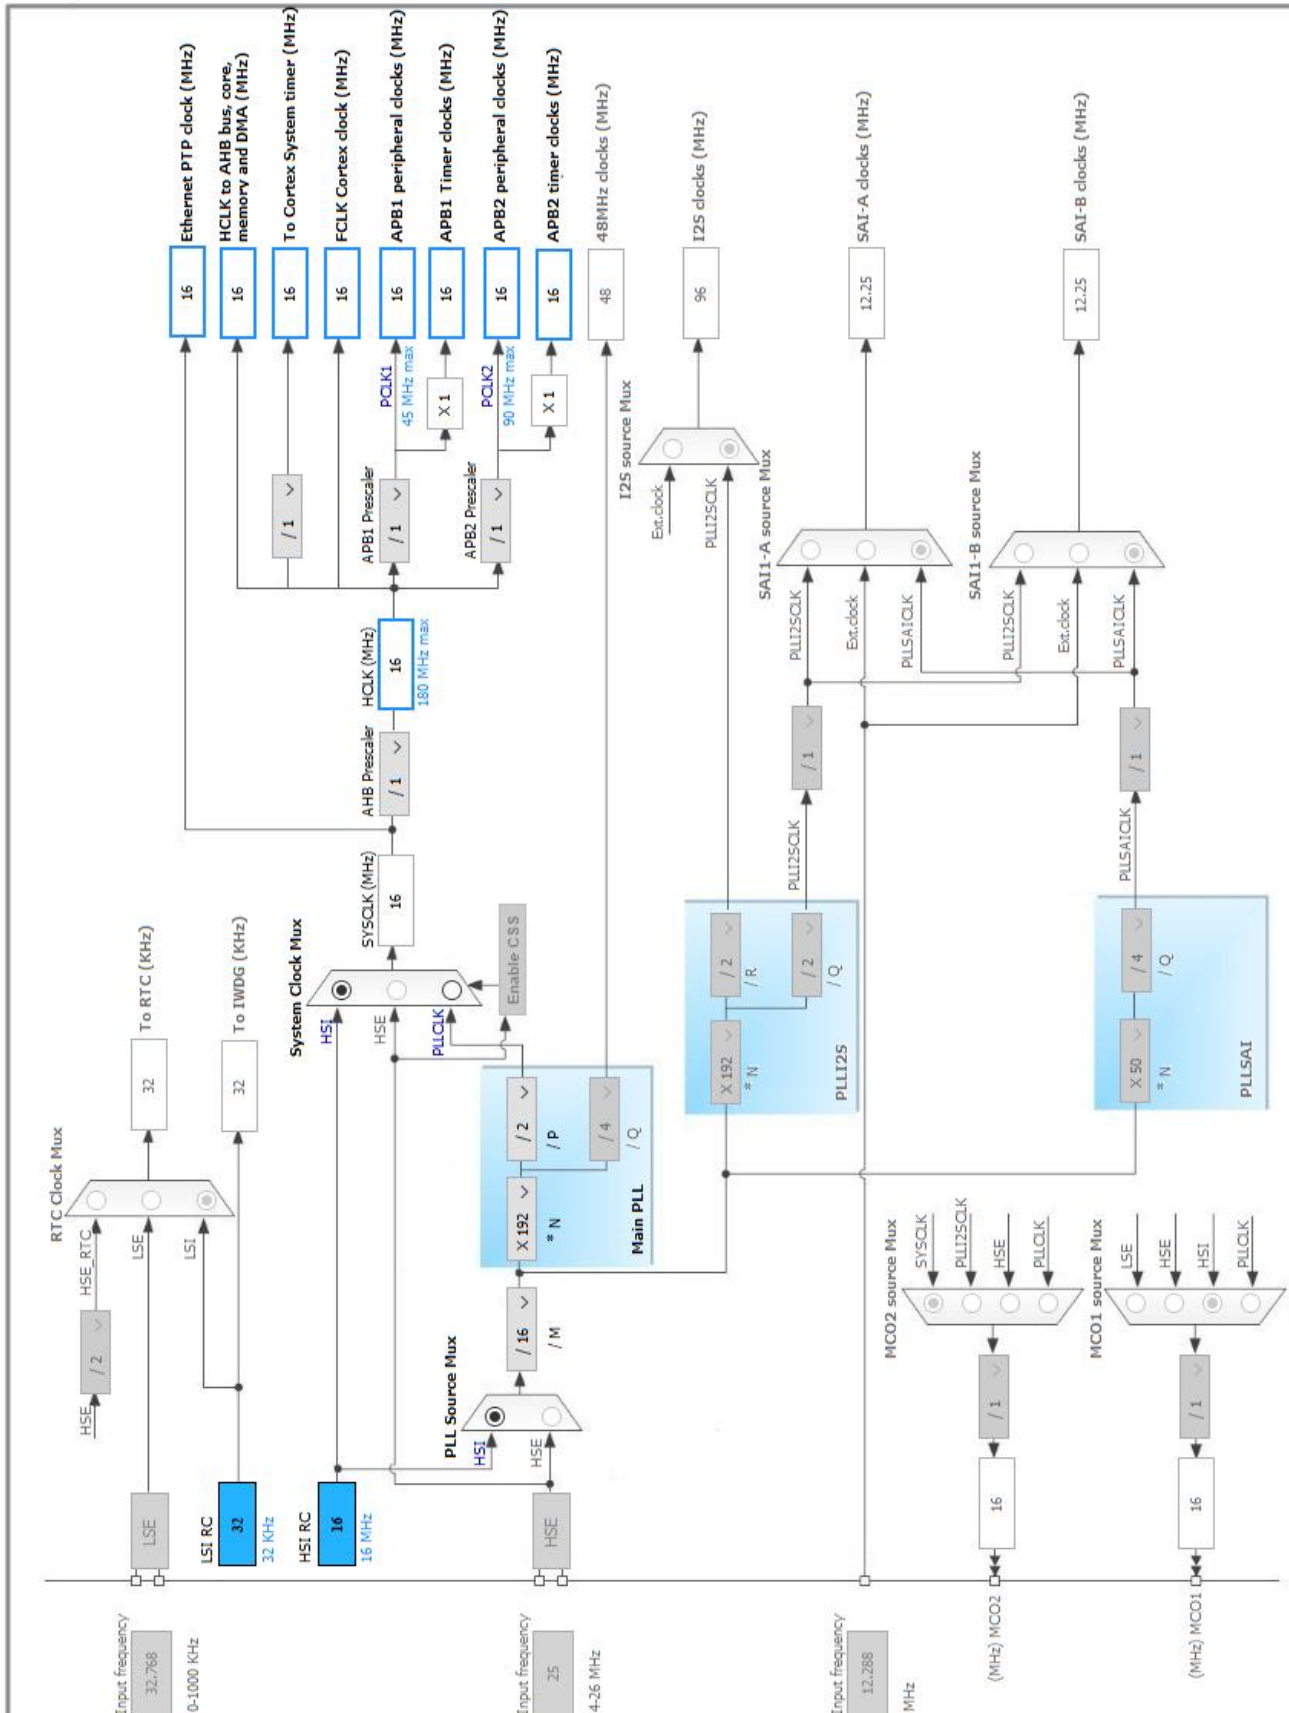 Input frequency
32.768
0-1000 KHz
LSE
HSE
/ 2
HSE_RTC
LSE
LSI
RTC Clock Mux
32
To RTC (KHz)
LSI RC
32
32 KHz
32
To IWDG (KHz)
HSI RC
16
16 MHz
System Clock Mux
HSI
HSE
PLLCLK
Enable CSS
SYSCLK (MHz)
16
AHB Prescaler
/ 1
HCLK (MHz)
16
180 MHz max
16
Ethernet PTP clock (MHz)
16
HCLK to AHB bus, core,
memory and DMA (MHz)
/ 1
16
To Cortex System timer (MHz)
16
FCLK Cortex clock (MHz)
APB1 Prescaler
/ 1
PCLK1
45 MHz max
16
APB1 peripheral clocks (MHz)
X 1
16
APB1 Timer clocks (MHz)
APB2 Prescaler
/ 1
PCLK2
90 MHz max
16
APB2 peripheral clocks (MHz)
X 1
16
APB2 timer clocks (MHz)
Input frequency
25
4-26 MHz
HSE
PLL Source Mux
HSI
HSE
/ 16
/ M
X 192
* N
/ 2
/ P
/ 4
/ Q
Main PLL
48
48MHz clocks (MHz)
X 192
* N
/ 2
/ R
/ 2
/ Q
PLLI2S
PLLI2SCLK
/ 1
I2S source Mux
Ext.clock
PLLI2SCLK
96
I2S clocks (MHz)
SAI1-A source Mux
PLLI2SCLK
Ext.clock
PLLSAICLK
12.25
SAI-A clocks (MHz)
SAI1-B source Mux
PLLI2SCLK
Ext.clock
PLLSAICLK
12.25
SAI-B clocks (MHz)
X 50
* N
/ 4
/ Q
PLLSAI
PLLSAICLK
/ 1
Input frequency
12.288
MHz
MCO2 source Mux
SYSCLK
PLLI2SCLK
HSE
PLLCLK
/ 1
16
(MHz) MCO2
MCO1 source Mux
LSE
HSE
HSI
PLLCLK
/ 1
16
(MHz) MCO1